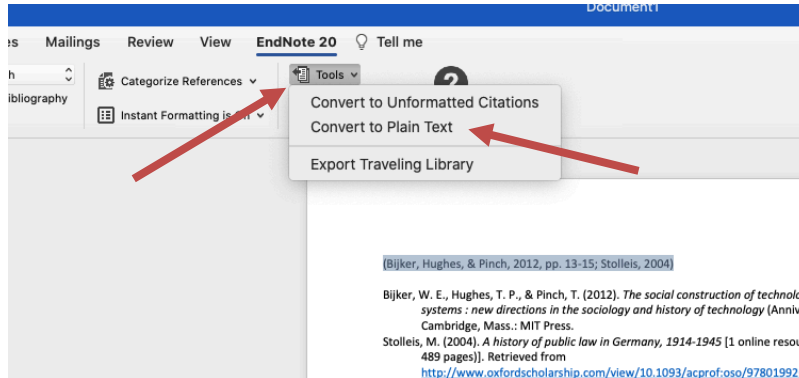 Document1
es Mailings Review View EndNote 20 Tell me
h
Categorize References
Tools
ibliography
Instant Formatting is On
Convert to Unformatted Citations
Convert to Plain Text
Export Traveling Library
(Bijker, Hughes, & Pinch, 2012, pp. 13-15; Stolleis, 2004)
Bijker, W. E., Hughes, T. P., & Pinch, T. (2012). The social construction of technolo
systems : new directions in the sociology and history of technology (Anniv
Cambridge, Mass.: MIT Press.
Stolleis, M. (2004). A history of public law in Germany, 1914-1945 [1 online resou
489 pages)]. Retrieved from
http://www.oxfordscholarship.com/view/10.1093/acprof:oso/97801992